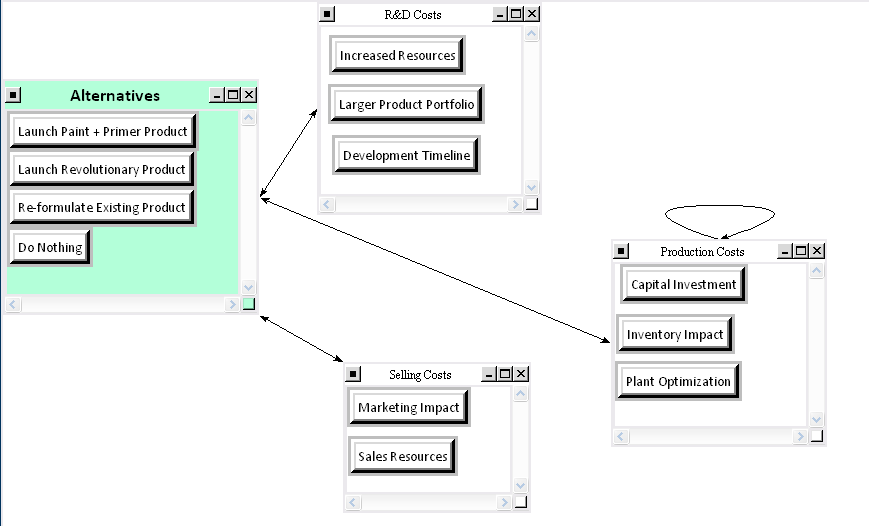 R&D Costs
Increased Resources
Larger Product Portfolio
Development Timeline
Alternatives
Launch Paint + Primer Product
Launch Revolutionary Product
Re-formulate Existing Product
Do Nothing
Production Costs
Capital Investment
Inventory Impact
Plant Optimization
Selling Costs
Marketing Impact
Sales Resources